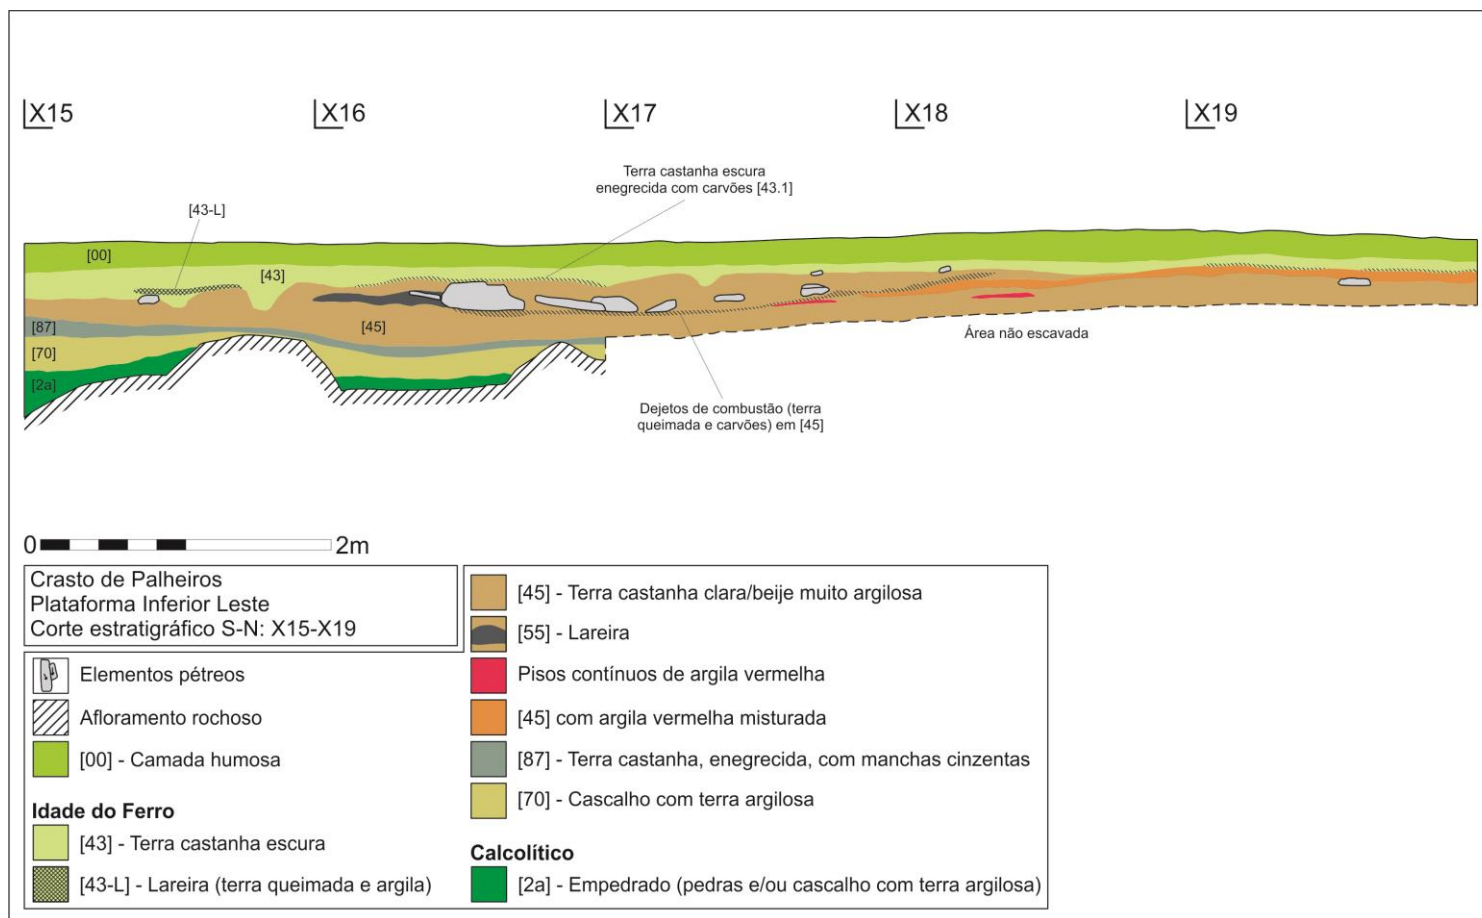 X15
X16
X17
X18
X19
Terra castanha escura
enegrecida com carvões [43.1]
[43-L]
[00]
[43]
[87]
[45]
[70]
[2a]
Área não escavada
Dejetos de combustão (terra
queimada e carvões) em [45]
0 2m
Crasto de Palheiros
Plataforma Inferior Leste
Corte estratigráfico S-N: X15-X19
Elementos pétreos
Afloramento rochoso
[00] - Camada humosa
Idade do Ferro
[43] - Terra castanha escura
[43-L] - Lareira (terra queimada e argila)
[45] - Terra castanha clara/beije muito argilosa
[55] - Lareira
Pisos contínuos de argila vermelha
[45] com argila vermelha misturada
[87] - Terra castanha, enegrecida, com manchas cinzentas
[70] - Cascalho com terra argilosa
Calcolítico
[2a] - Empedrado (pedras e/ou cascalho com terra argilosa)